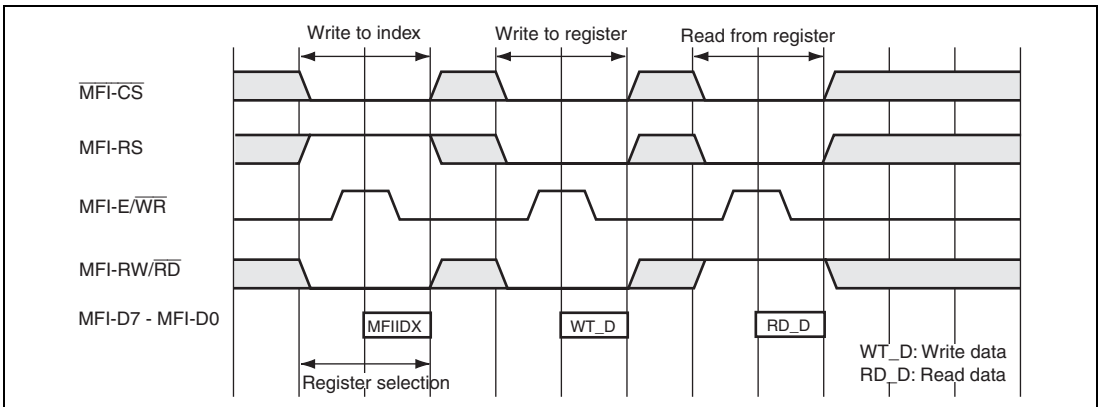 Write to index Write to register Read from register
MFI-CS
MFI-RS
MFI-E/WR
MFI-RW/RD
MFI-D7 - MFI-D0 MFIIDX WT_D RD_D
WT_D: Write data
Register selection RD_D: Read data